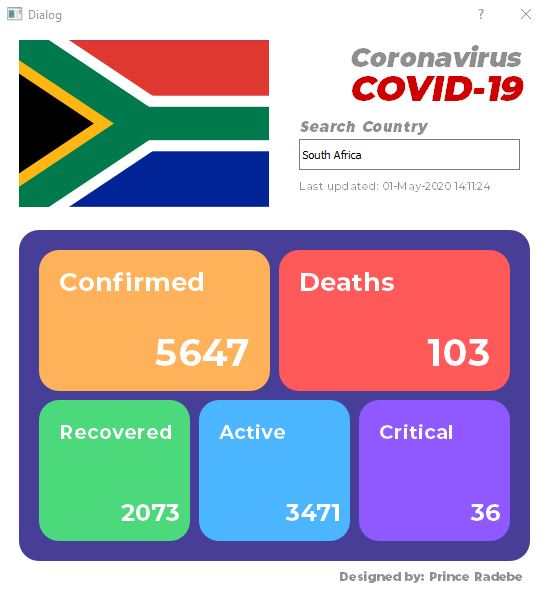 Dialog
?
Coronavirus
COVID-19
Search Country
South Africa
Last updated: 01-May-2020 14:11:24
Confirmed
5647
Deaths
103
Recovered
2073
Active
3471
Critical
36
Designed by: Prince Radebe